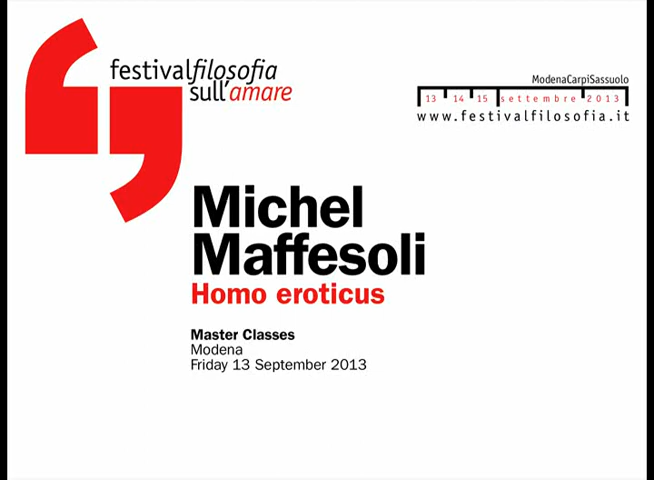 festivalfilosofia
sull'amare
ModenaCarpiSassuolo
13 14 15 settembre 2013
www.festivalfilosofia.it
Michel
Maffesoli
Homo eroticus
Master Classes
Modena
Friday 13 September 2013